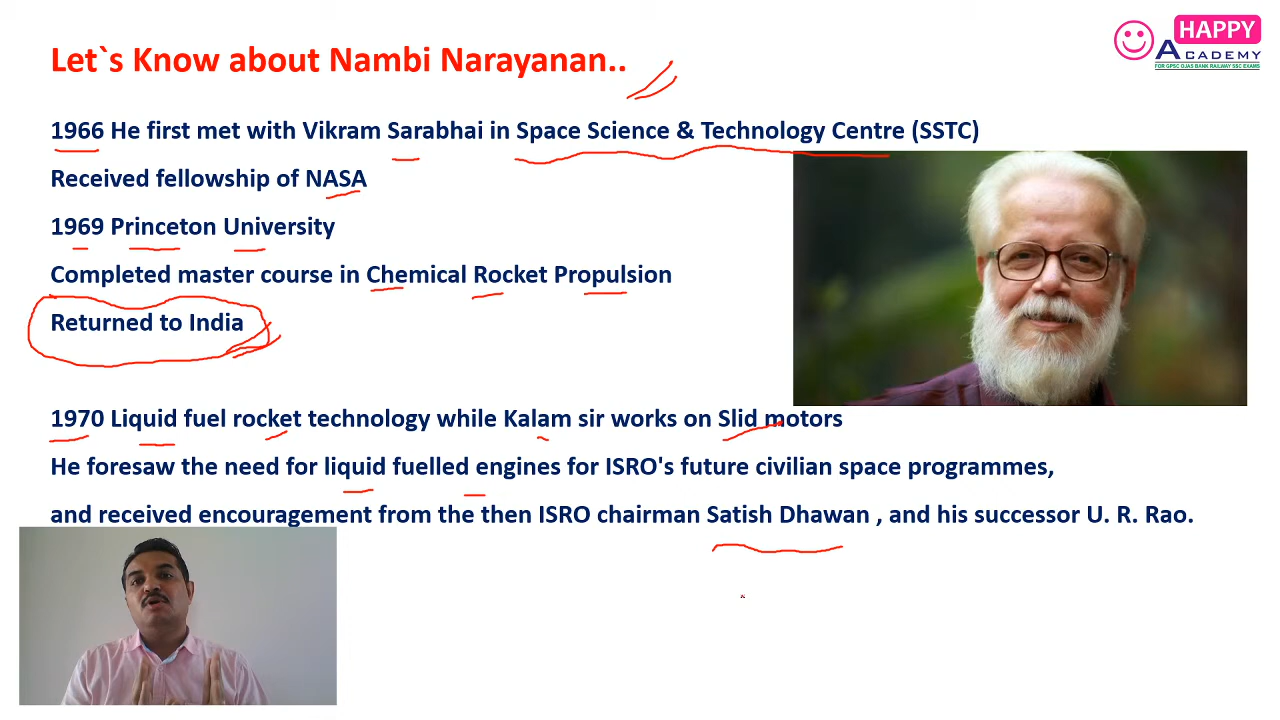 Let`s Know about Nambi Narayanan..
HAPPY
ACADEMY
FOR GPSC OJAS BANK RAILWAY SSC EXAMS
1966 He first met with Vikram Sarabhai in Space Science & Technology Centre (SSTC)
Received fellowship of NASA
1969 Princeton University
Completed master course in Chemical Rocket Propulsion
Returned to India
1970 Liquid fuel rocket technology while Kalam sir works on Slid motors
He foresaw the need for liquid fuelled engines for ISRO's future civilian space programmes,
and received encouragement from the then ISRO chairman Satish Dhawan , and his successor U. R. Rao.